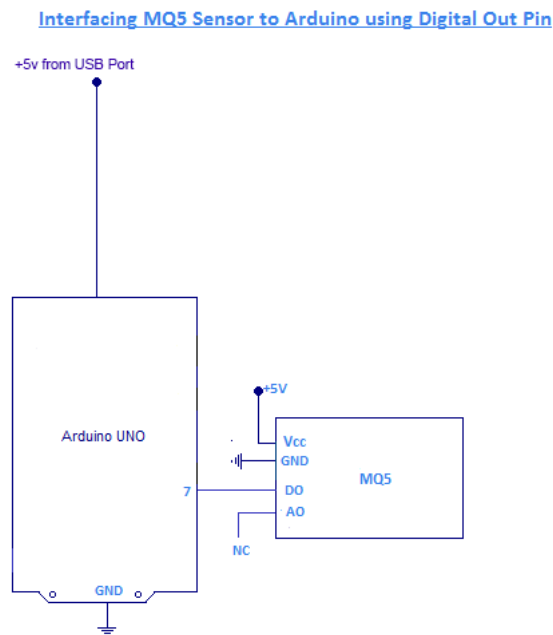 Interfacing MQ5 Sensor to Arduino using Digital Out Pin
+5v from USB Port
+5V
Arduino UNO
Vcc
GND
MQ5
7
DO
AO
NC
GND